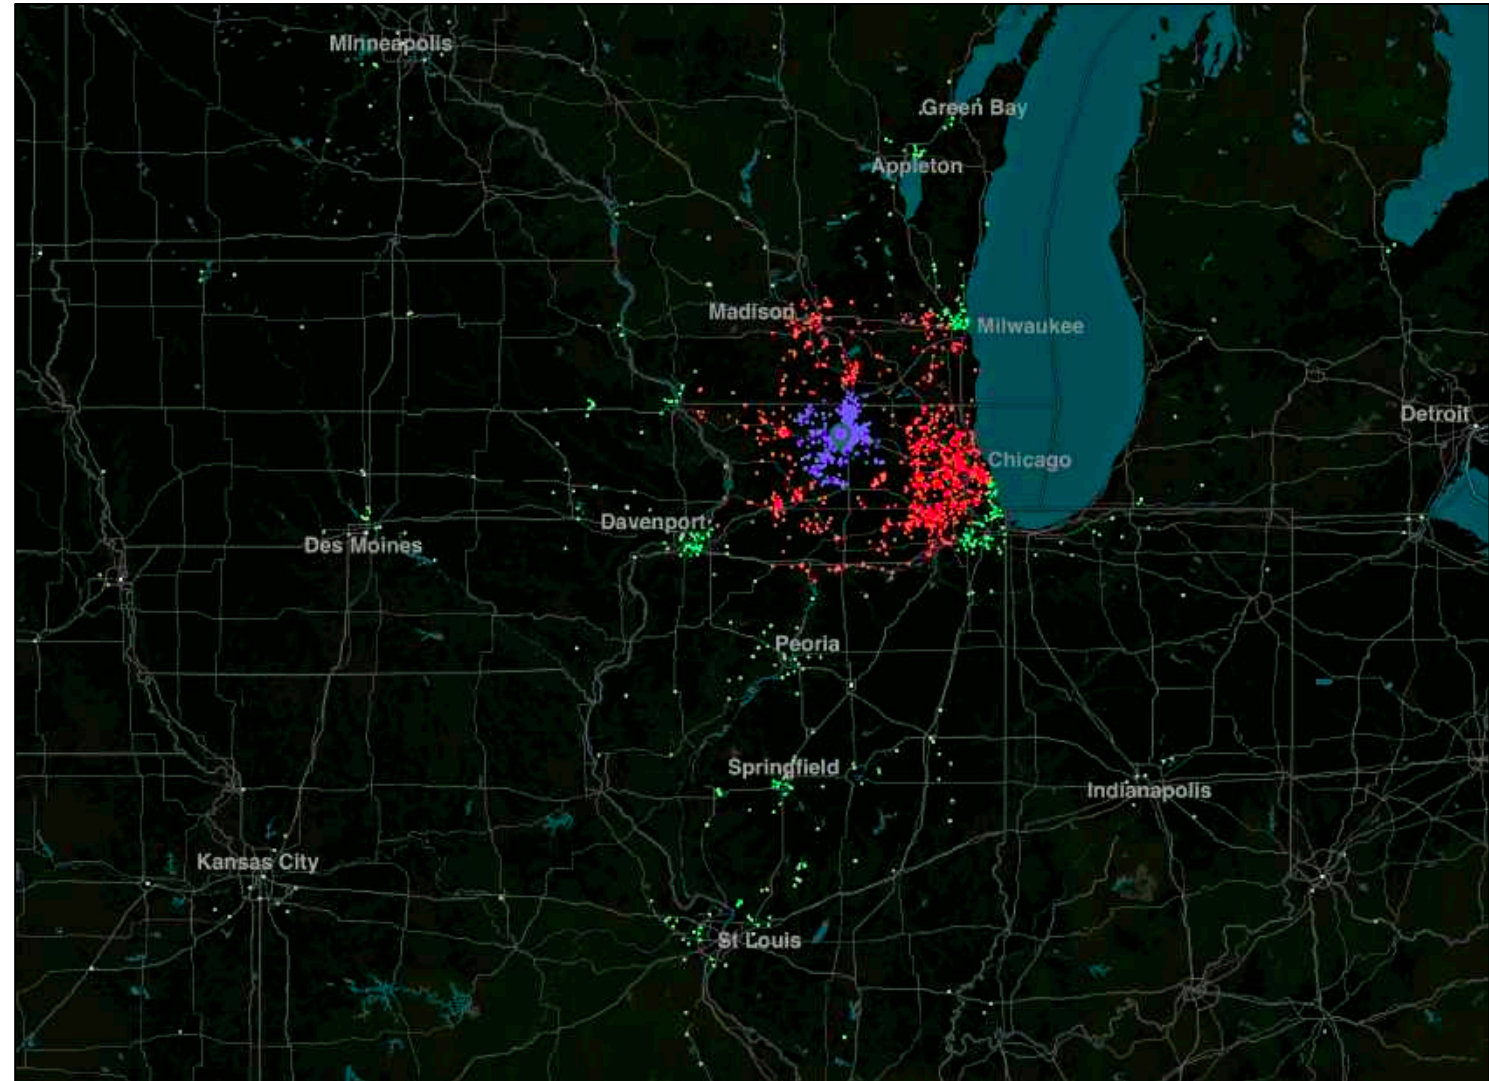 Minneapolis
Green Bay
Appleton
Madison
Milwaukee
Detroit
Chicago
Davenport
Des Moines
Peoria
Springfield
Indianapolis
Kansas City
St Louis